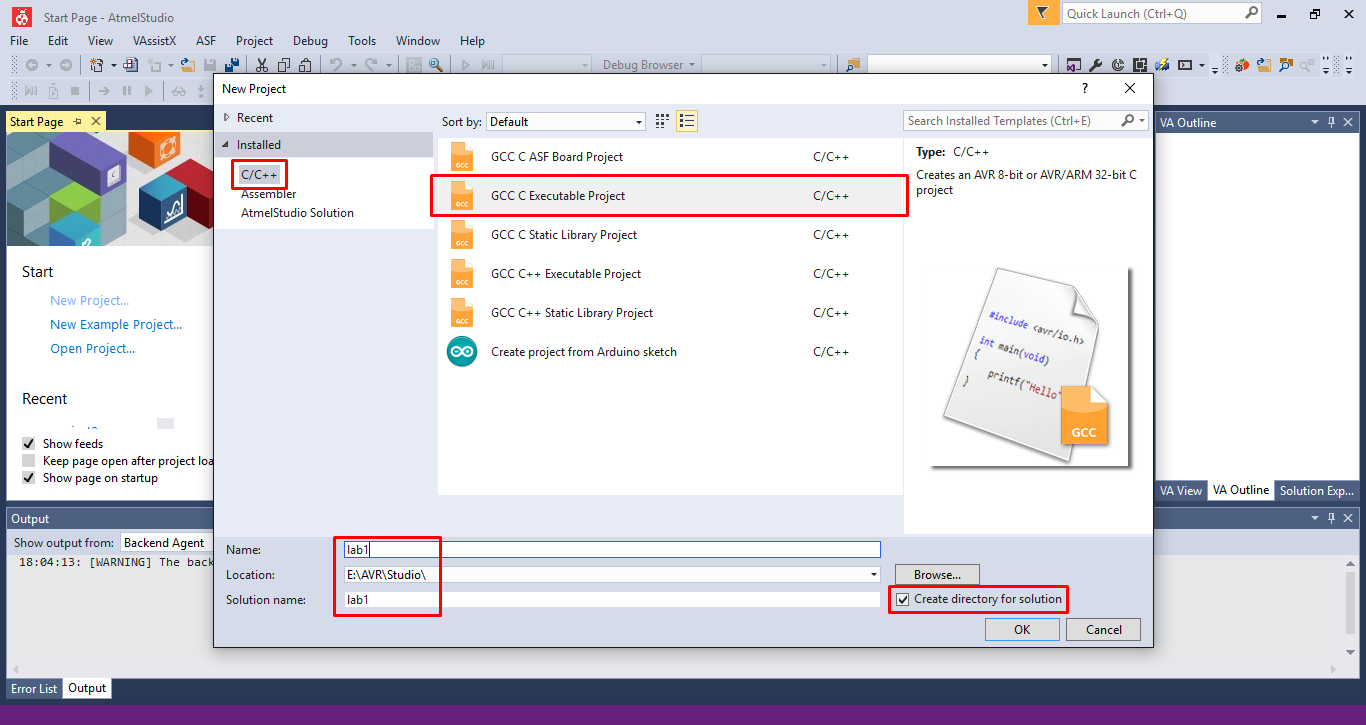 Start Page - AtmelStudio
Quick Launch (Ctrl+Q)
File Edit View VAssistX ASF Project Debug Tools Window Help
Debug Browser
Start Page
Start
New Project...
New Example Project...
Open Project...
Recent
Show feeds
Keep page open after project loa
Show page on startup
New Project
?
Recent
Installed
C/C++
Assembler
AtmelStudio Solution
Sort by: Default
Search Installed Templates (Ctrl+E)
GCC C ASF Board Project C/C++
GCC C Executable Project C/C++
GCC C Static Library Project C/C++
GCC C++ Executable Project C/C++
GCC C++ Static Library Project C/C++
Create project from Arduino sketch C/C++
Type: C/C++
Creates an AVR 8-bit or AVR/ARM 32-bit C
project
#include <avr/io.h>
int main(void)
{
printf("Hello"
}
GCC
Name: lab1
Location: E:\AVR\Studio\
Browse...
Solution name: lab1
Create directory for solution
OK Cancel
VA Outline
VA View VA Outline Solution Exp...
Output
Show output from: Backend Agent
18:04:13: [WARNING] The back
Error List Output